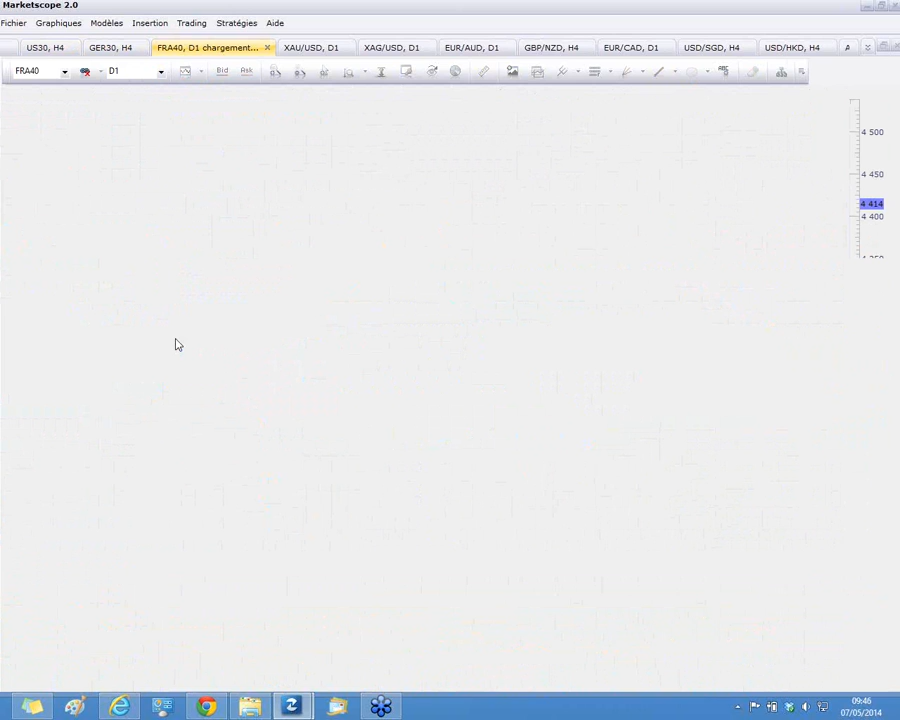 Marketscope 2.0
Fichier Graphiques Modèles Insertion Trading Stratégies Aide
US30, H4 GER30, H4 FRA40, D1 chargement... XAU/USD, D1 XAG/USD, D1 EUR/AUD, D1 GBP/NZD, H4 EUR/CAD, D1 USD/SGD, H4 USD/HKD, H4 A
FRA40 D1 Bid Ask ABC
4 500
4 450
4 414
4 400
09:46
07/05/2014